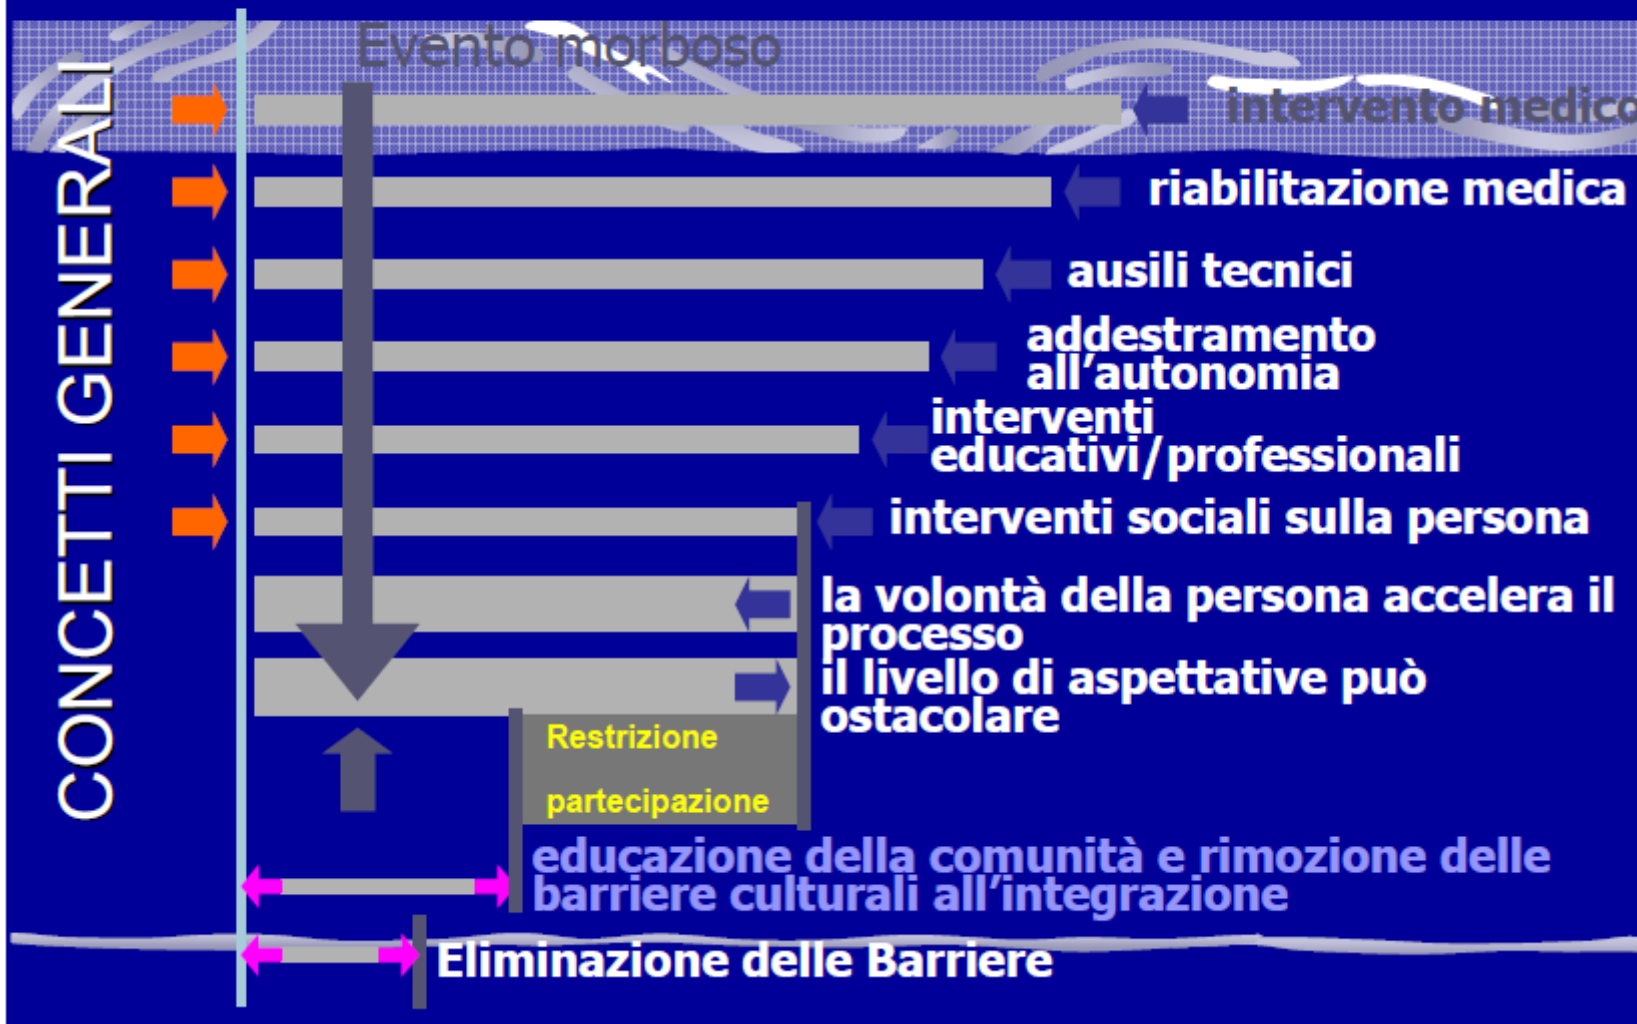 CONCETTI GENERALI
Evento morboso
intervento medico
riabilitazione medica
ausili tecnici
addestramento
all'autonomia
interventi
educativi/professionali
interventi sociali sulla persona
la volontà della persona accelera il
processo
il livello di aspettative può
ostacolare
Restrizione
partecipazione
educazione della comunità e rimozione delle
barriere culturali all'integrazione
Eliminazione delle Barriere